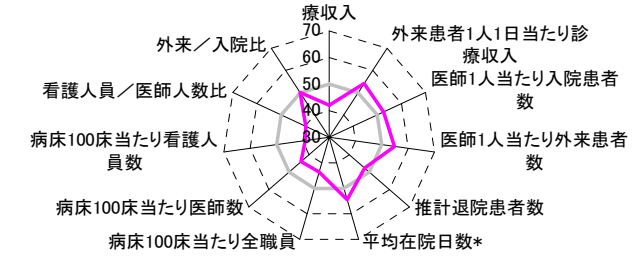 療収入
外来患者1人1日当たり診
療収入
医師1人当たり入院患者
数
医師1人当たり外来患者
数
推計退院患者数
平均在院日数*
病床100床当たり全職員
病床100床当たり医師数
病床100床当たり看護人
員数
看護人員／医師人数比
外来／入院比
70
60
50
40
30